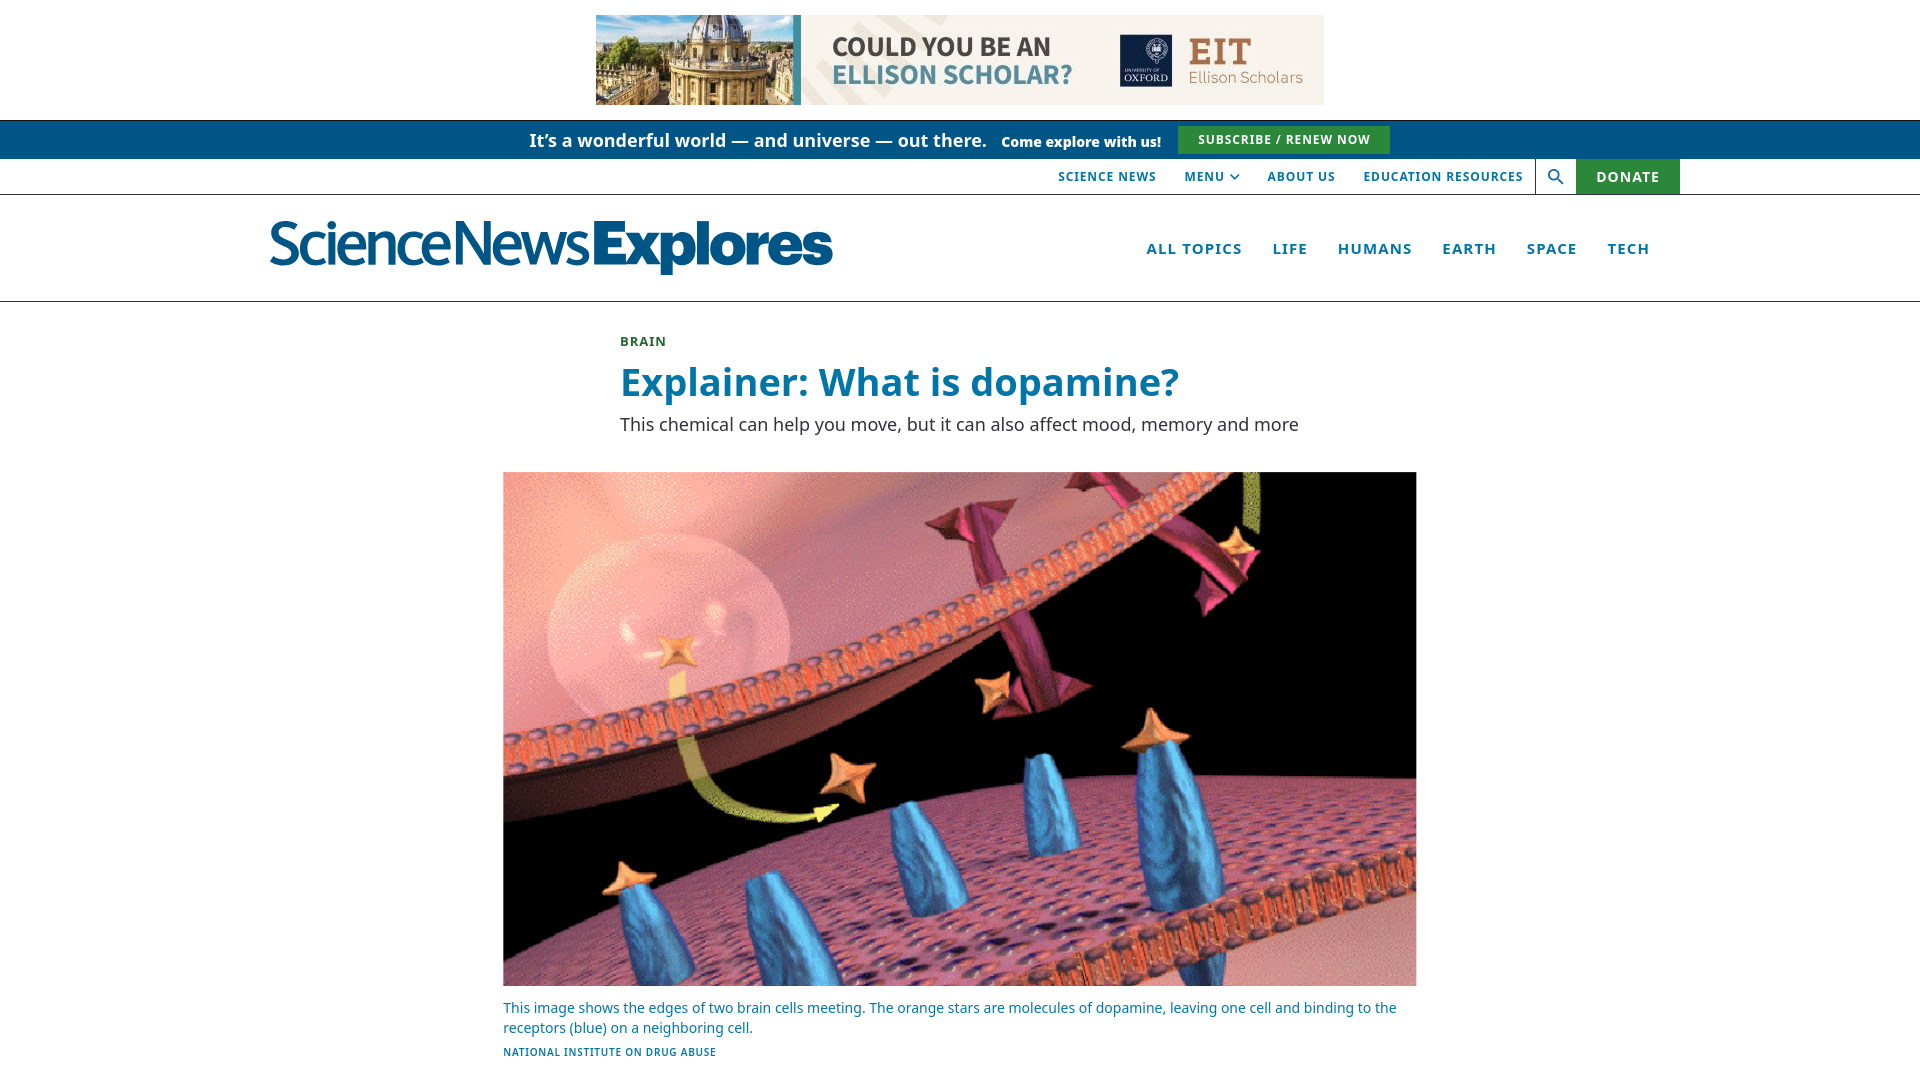 COULD YOU BE AN
ELLISON SCHOLAR?
UNIVERSITY OF
OXFORD
EIT
Ellison Scholars
It's a wonderful world — and universe — out there. Come explore with us! SUBSCRIBE / RENEW NOW
SCIENCE NEWS MENU ABOUT US EDUCATION RESOURCES DONATE
ScienceNewsExplores
ALL TOPICS LIFE HUMANS EARTH SPACE TECH
BRAIN
Explainer: What is dopamine?
This chemical can help you move, but it can also affect mood, memory and more
This image shows the edges of two brain cells meeting. The orange stars are molecules of dopamine, leaving one cell and binding to the
receptors (blue) on a neighboring cell.
NATIONAL INSTITUTE ON DRUG ABUSE